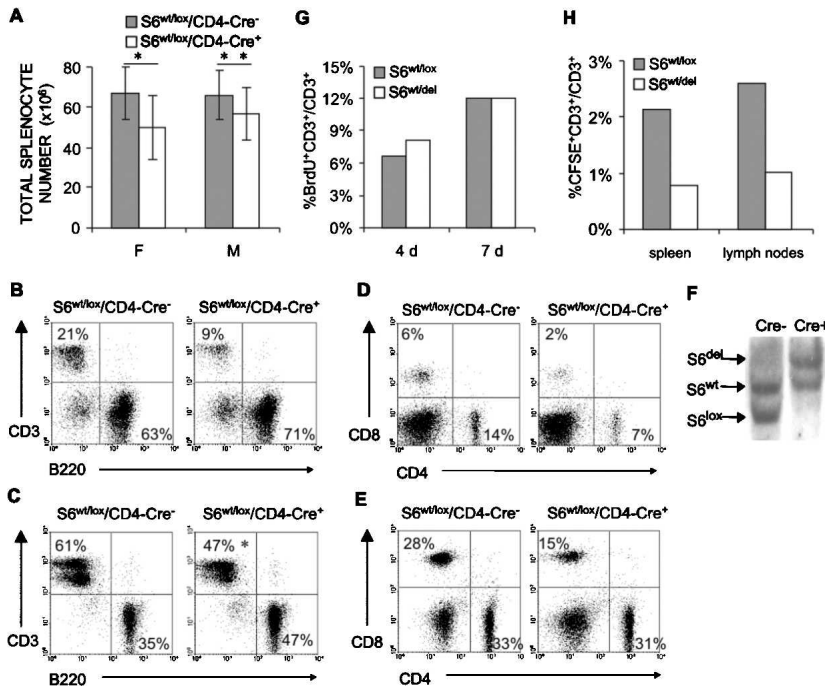 A
S6wt/lox/CD4-Cre-
S6wt/lox/CD4-Cre+
TOTAL SPLENOCYTE
NUMBER (x10^6)
80
60
40
20
0
*
* *
F
M
G
S6wt/lox
S6wt/del
%BrdU+CD3+/CD3+
15%
12%
9%
6%
3%
0%
4 d
7 d
H
S6wt/lox
S6wt/del
%CFSE+CD3+/CD3+
3%
2%
1%
0%
spleen
lymph nodes
B
S6wt/lox/CD4-Cre-
S6wt/lox/CD4-Cre+
21%
63%
9%
71%
CD3
B220
D
S6wt/lox/CD4-Cre-
S6wt/lox/CD4-Cre+
6%
14%
2%
7%
CD8
CD4
F
Cre-
Cre+
S6del
S6wt
S6lox
C
S6wt/lox/CD4-Cre-
S6wt/lox/CD4-Cre+
61%
35%
47% *
47%
CD3
B220
E
S6wt/lox/CD4-Cre-
S6wt/lox/CD4-Cre+
28%
33%
15%
31%
CD8
CD4